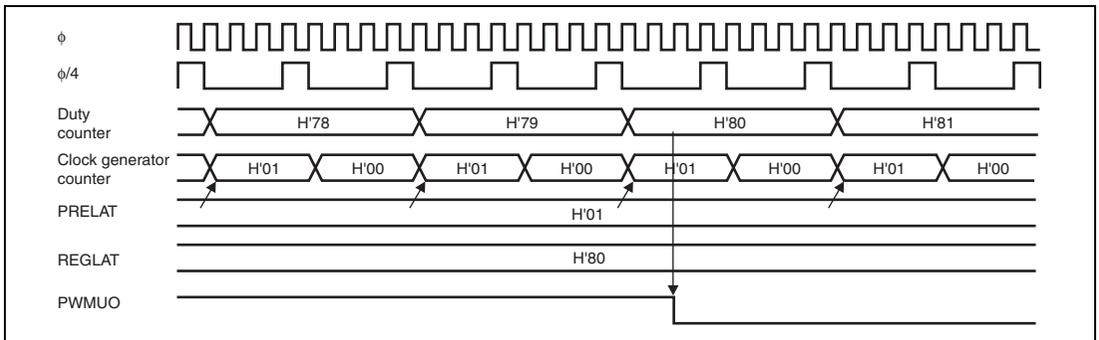 ϕ
ϕ/4
Duty
counter
H'78 H'79 H'80 H'81
Clock generator
counter
H'01 H'00 H'01 H'00 H'01 H'00 H'01 H'00
PRELAT
H'01
REGLAT
H'80
PWMUO